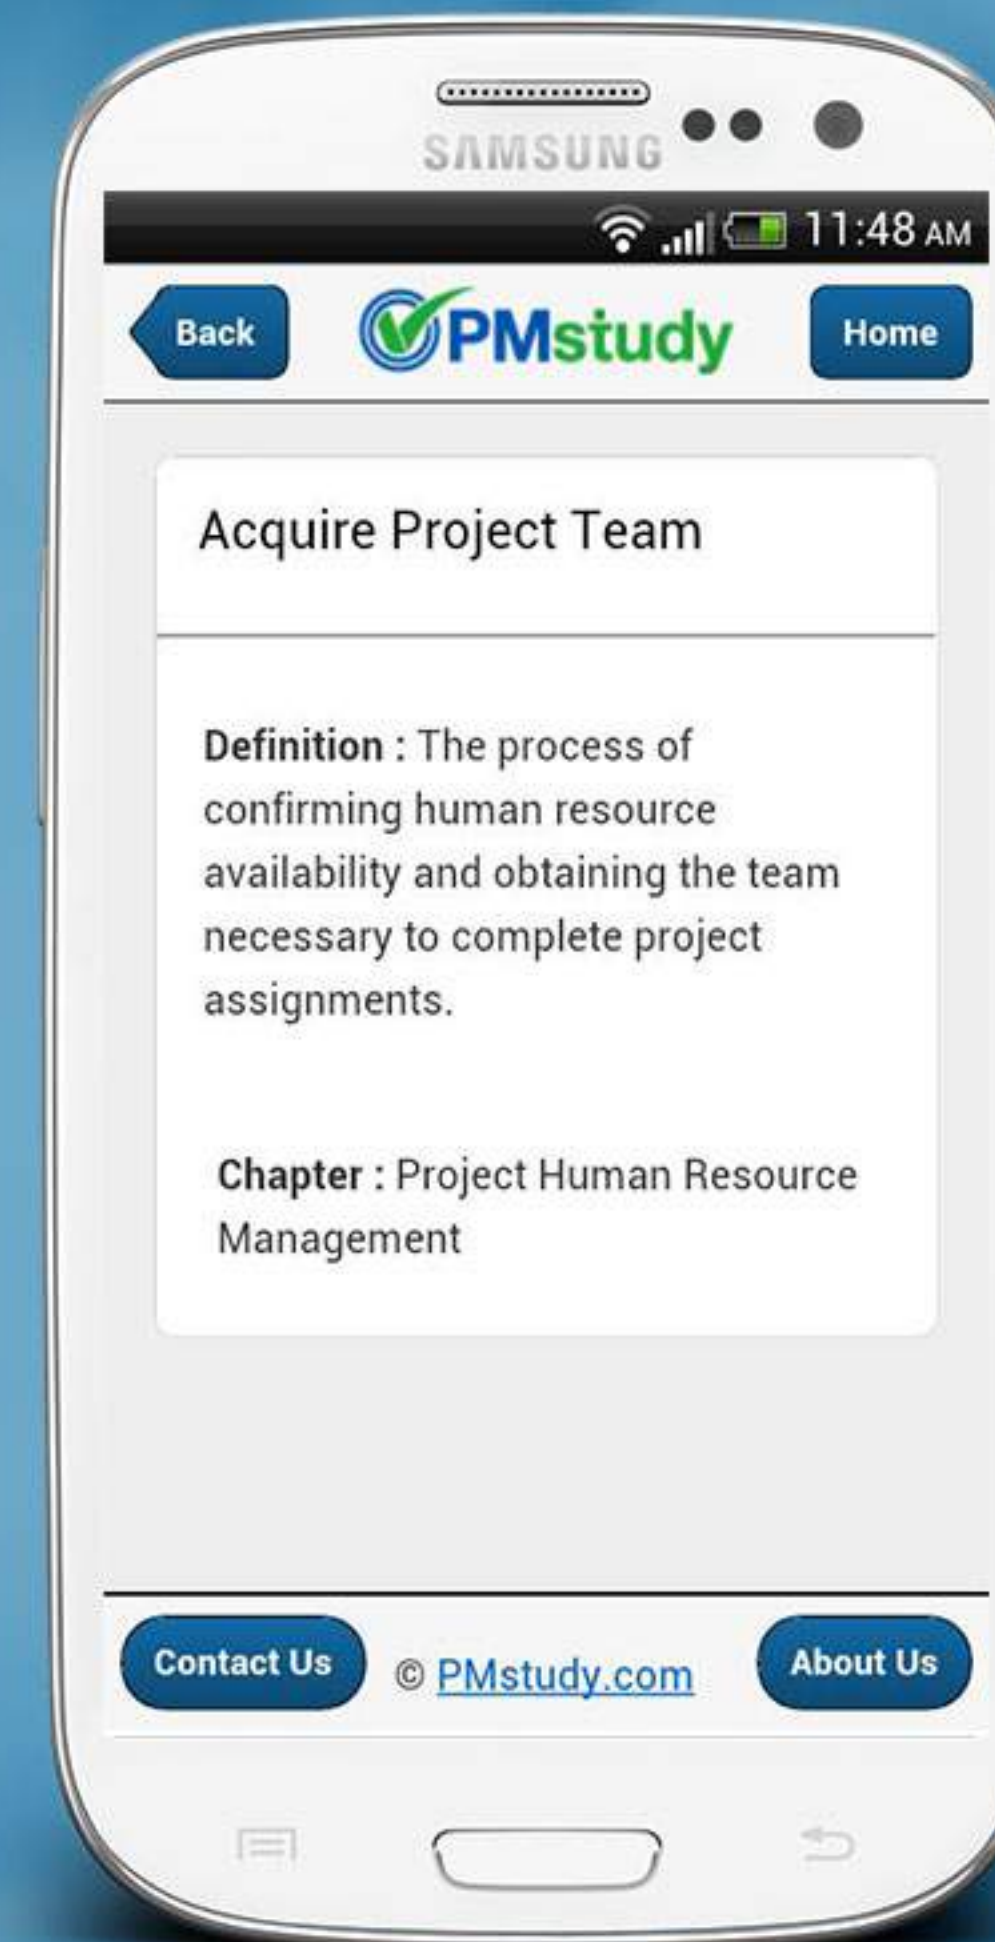 SAMSUNG
11:48 AM
Back
PMstudy
Home
Acquire Project Team
Definition : The process of
confirming human resource
availability and obtaining the team
necessary to complete project
assignments.
Chapter : Project Human Resource
Management
Contact Us
© PMstudy.com
About Us